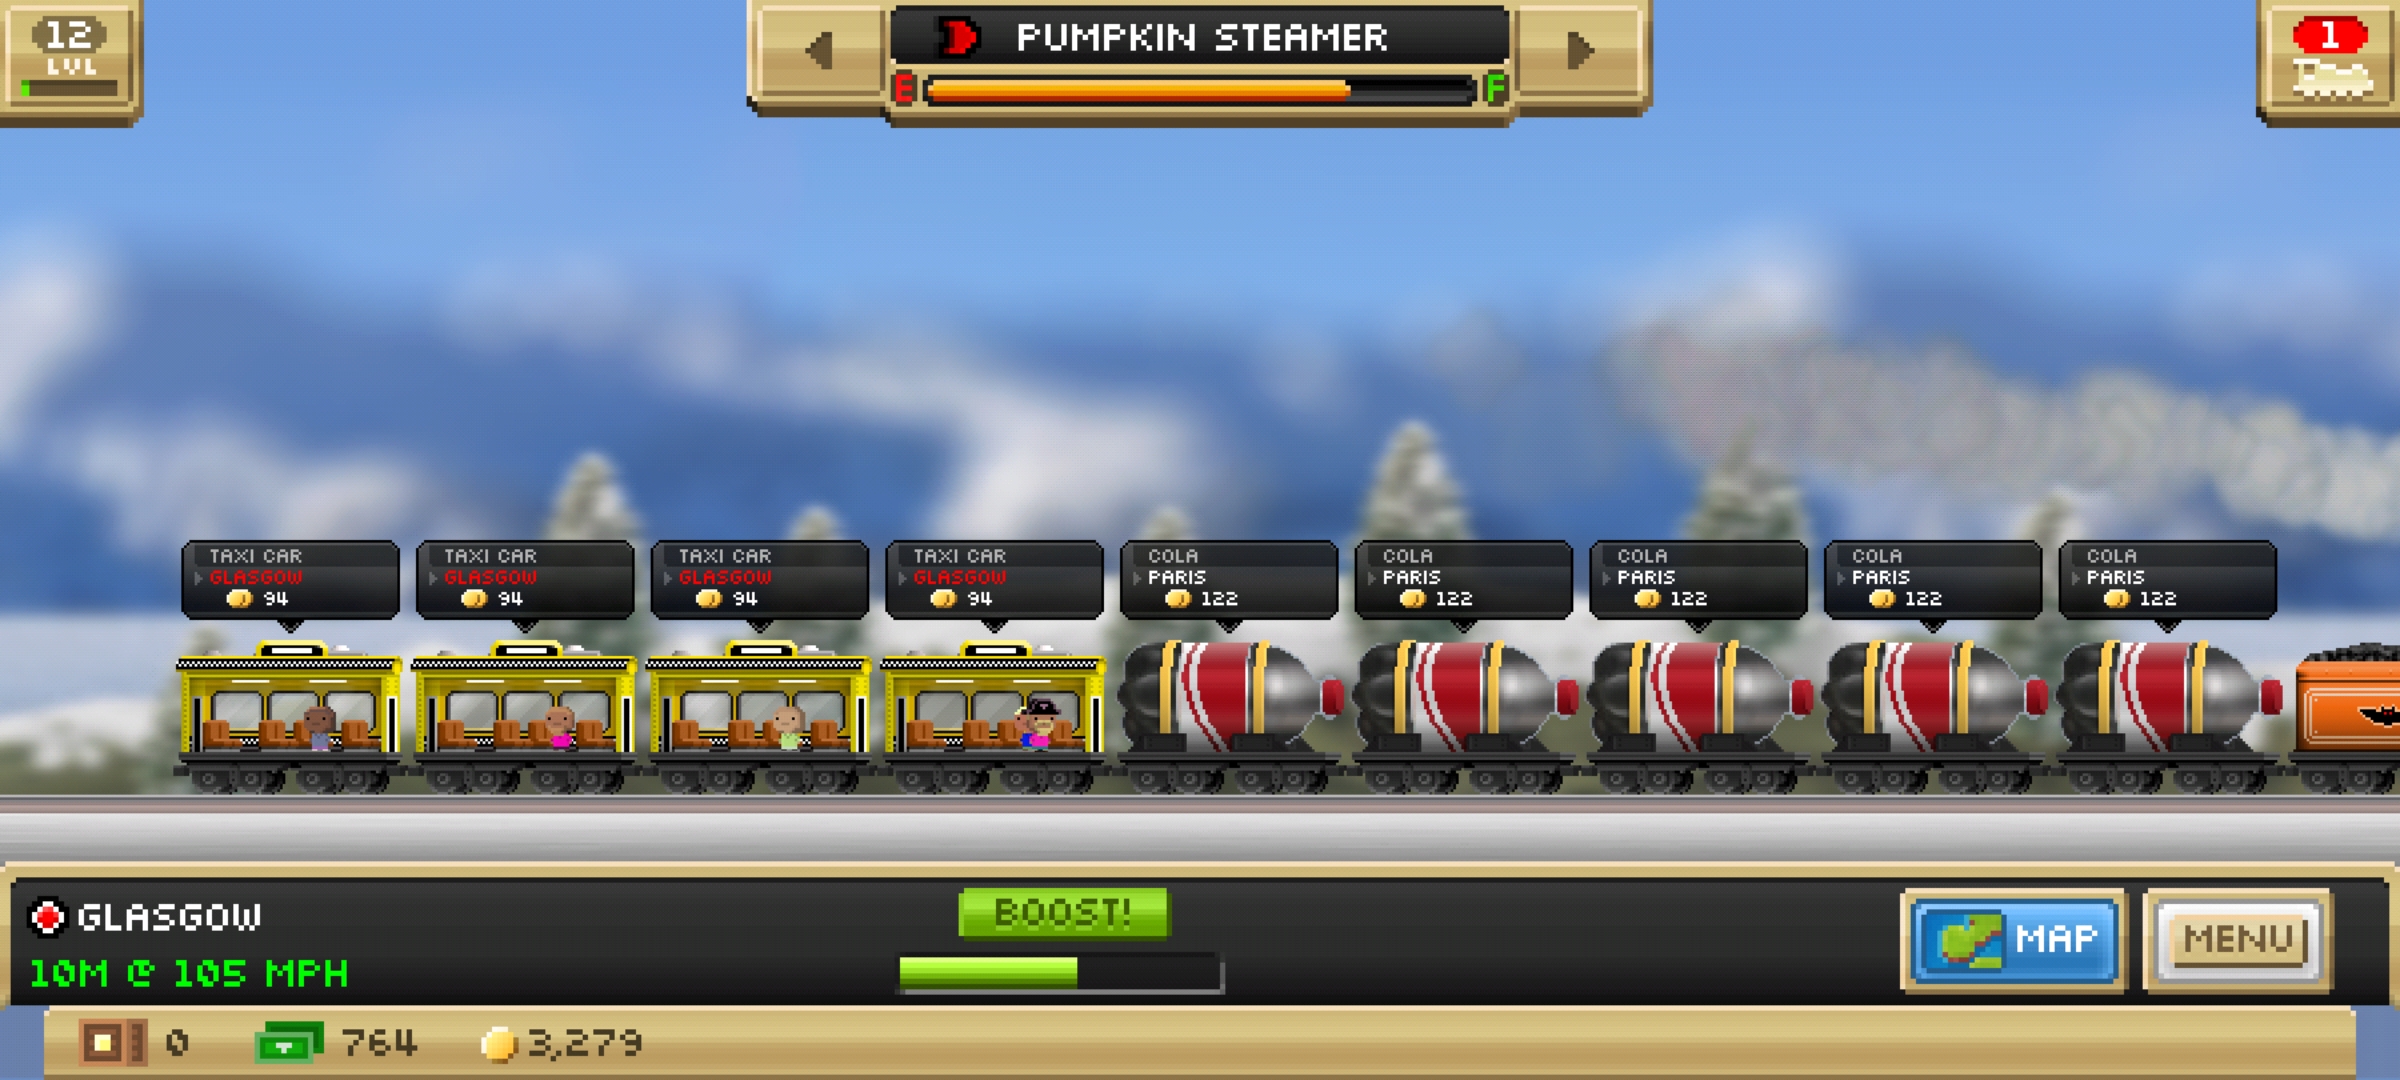 12
LVL
PUMPKIN STEAMER
E F
1
TAXI CAR
GLASGOW
94
TAXI CAR
GLASGOW
94
TAXI CAR
GLASGOW
94
TAXI CAR
GLASGOW
94
COLA
PARIS
122
COLA
PARIS
122
COLA
PARIS
122
COLA
PARIS
122
COLA
PARIS
122
GLASGOW
10M @ 105 MPH
BOOST!
MAP
MENU
0 764 3,279